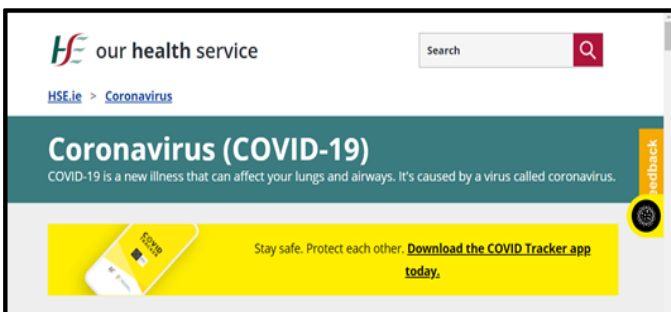 HSE our health service
Search
HSE.ie > Coronavirus
Coronavirus (COVID-19)
COVID-19 is a new illness that can affect your lungs and airways. It's caused by a virus called coronavirus.
Feedback
COVID
TRACKER
Stay safe. Protect each other. Download the COVID Tracker app
today.